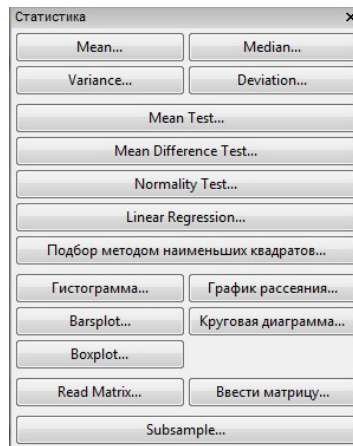 Статистика
Mean... Median...
Variance... Deviation...
Mean Test...
Mean Difference Test...
Normality Test...
Linear Regression...
Подбор методом наименьших квадратов...
Гистограмма... График рассеяния...
Barsplot... Круговая диаграмма...
Boxplot...
Read Matrix... Ввести матрицу...
Subsample...